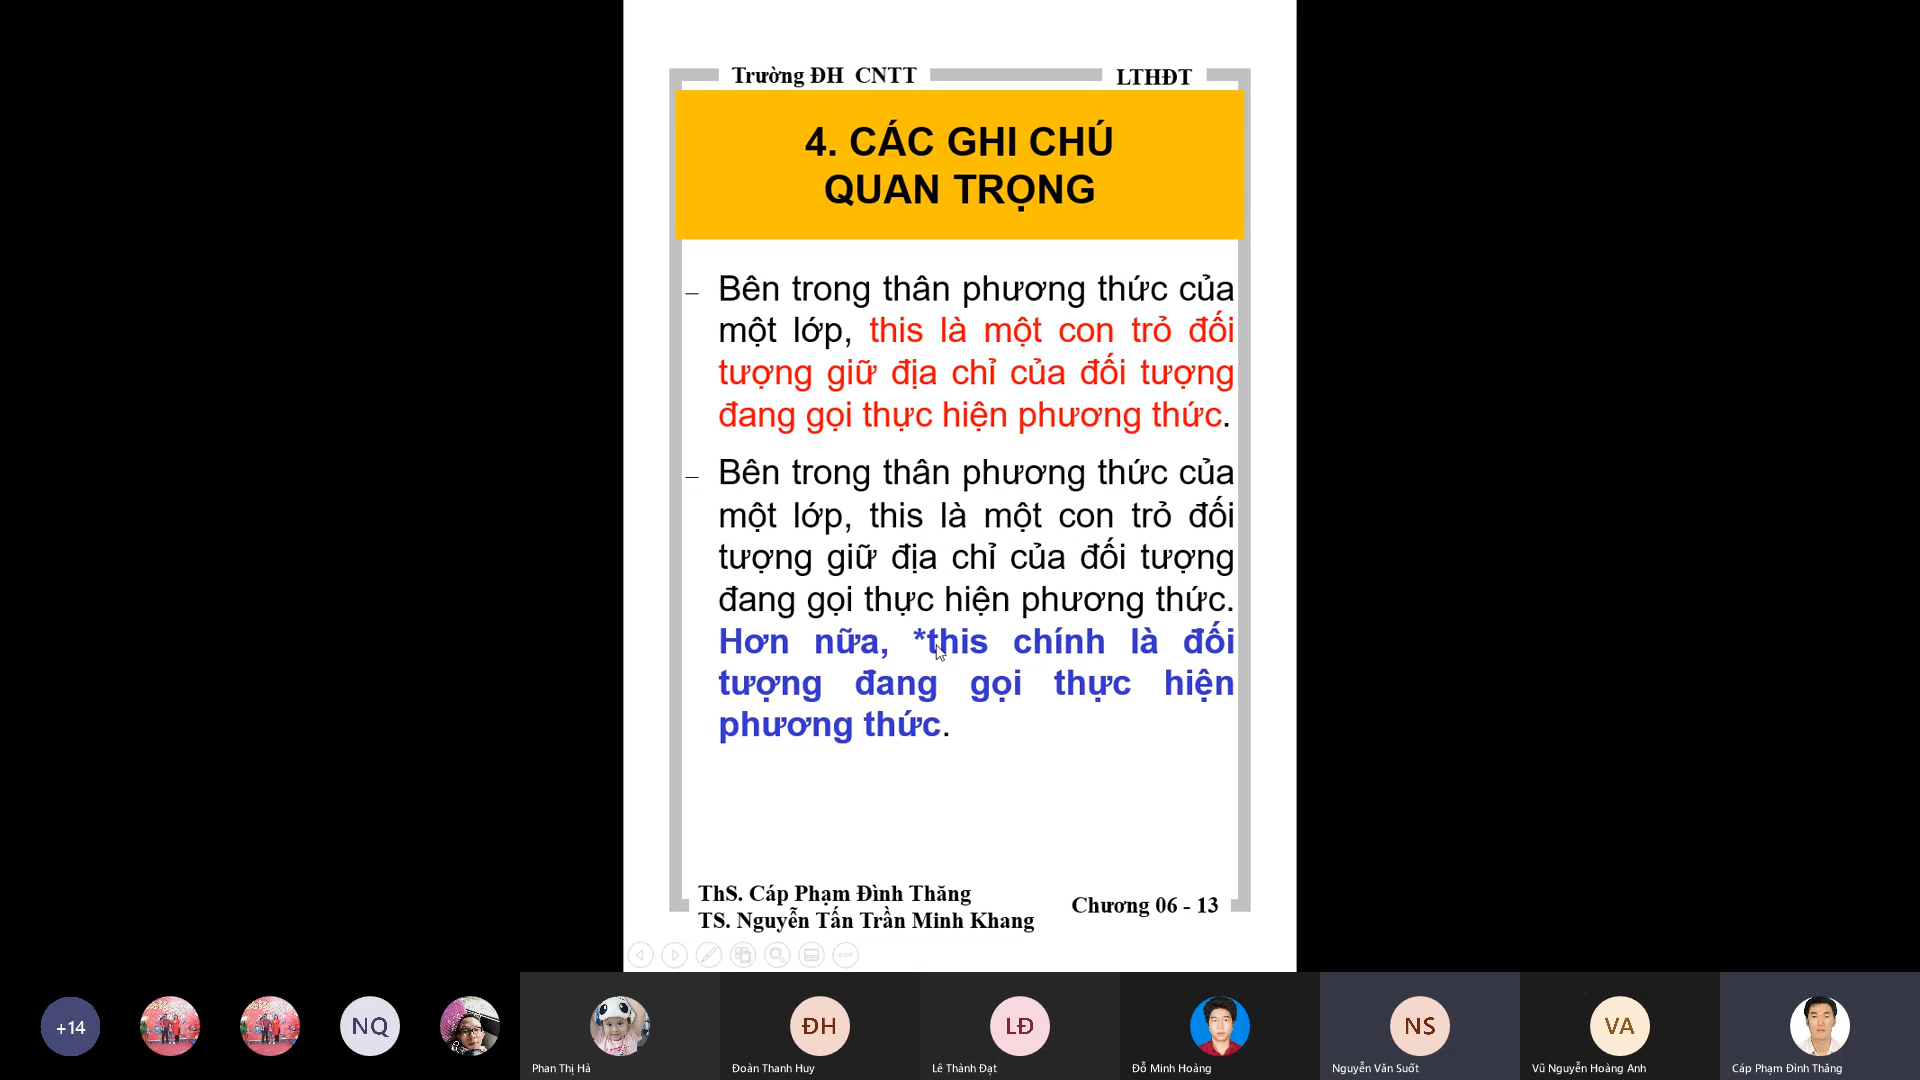 Trường ĐH CNTT
LTHĐT
4. CÁC GHI CHÚ
QUAN TRỌNG
– Bên trong thân phương thức của
một lớp, this là một con trỏ đối
tượng giữ địa chỉ của đối tượng
đang gọi thực hiện phương thức.
– Bên trong thân phương thức của
một lớp, this là một con trỏ đối
tượng giữ địa chỉ của đối tượng
đang gọi thực hiện phương thức.
Hơn nữa, *this chính là đối
tượng đang gọi thực hiện
phương thức.
ThS. Cáp Phạm Đình Thăng
TS. Nguyễn Tấn Trần Minh Khang
Chương 06 - 13
+14
NQ
ĐH
LĐ
NS
VA
Phan Thị Hà
Đoàn Thanh Huy
Lê Thành Đạt
Đỗ Minh Hoàng
Nguyễn Văn Suốt
Vũ Nguyễn Hoàng Anh
Cáp Phạm Đình Thăng